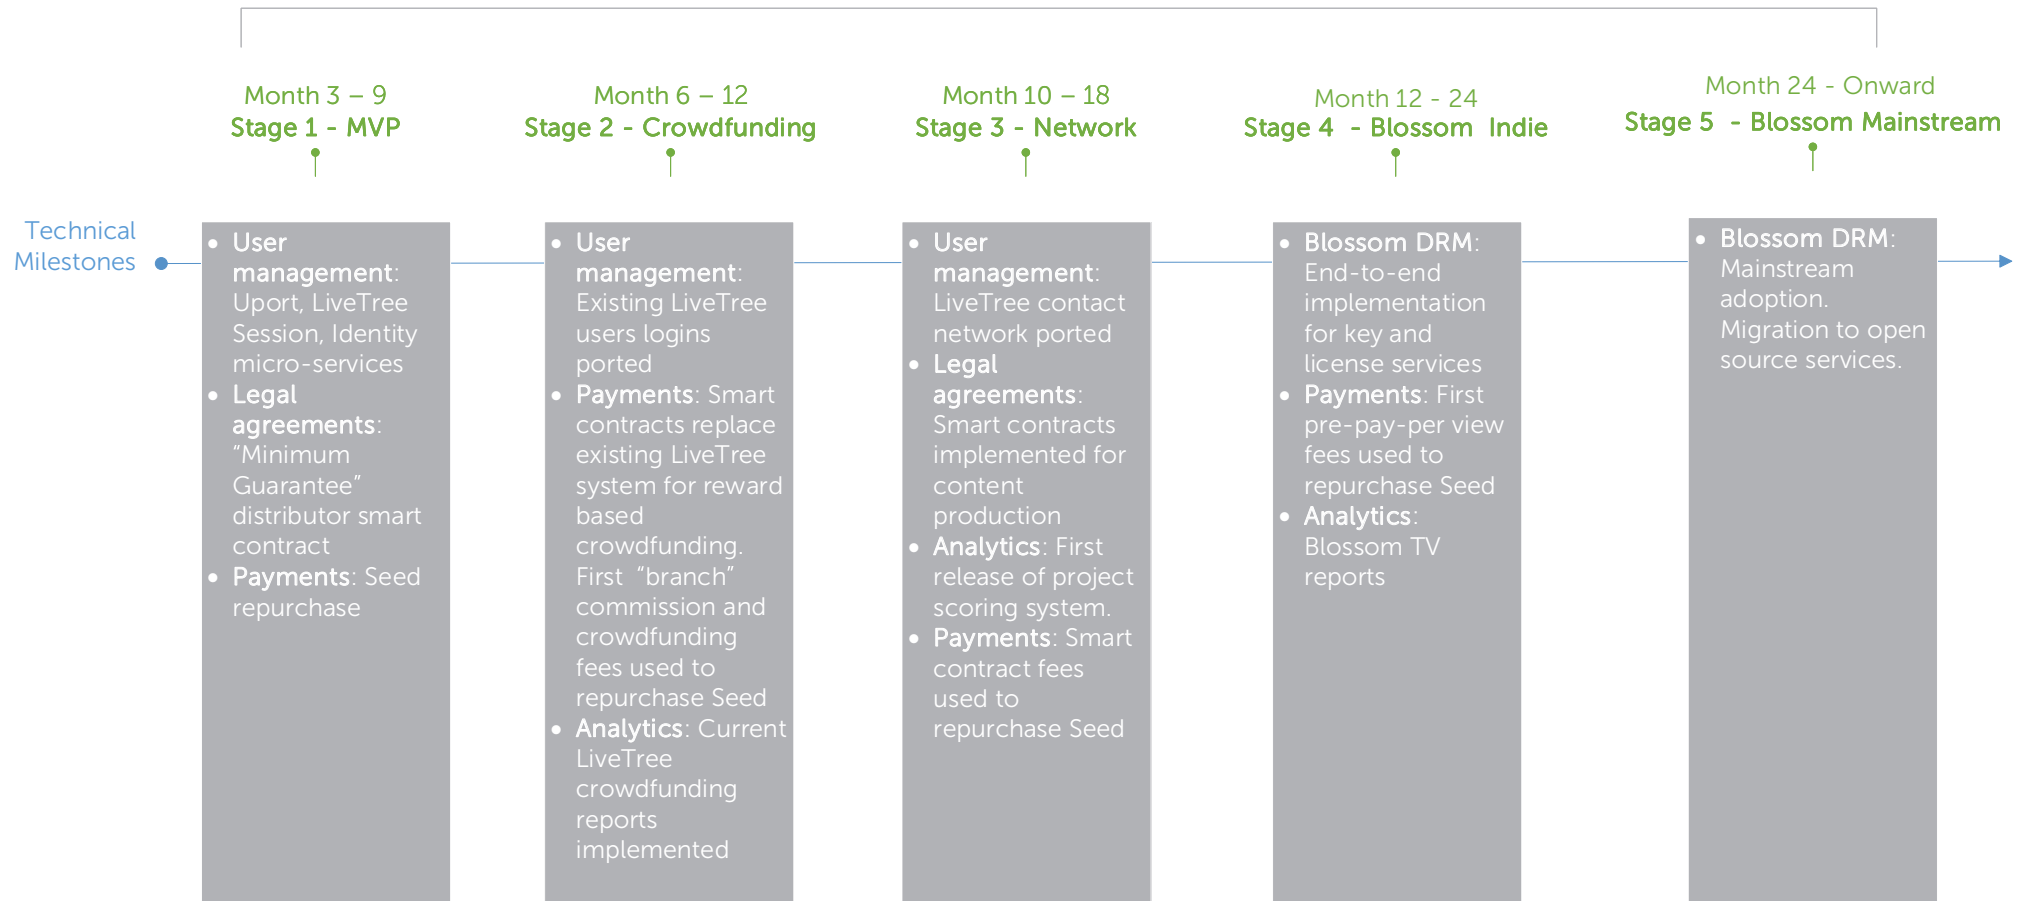 Month 3 – 9
Stage 1 - MVP
Month 6 – 12
Stage 2 - Crowdfunding
Month 10 – 18
Stage 3 - Network
Month 12 - 24
Stage 4 - Blossom Indie
Month 24 - Onward
Stage 5 - Blossom Mainstream
Technical
Milestones
• User
management:
Uport, LiveTree
Session, Identity
micro-services
• Legal
agreements:
“Minimum
Guarantee”
distributor smart
contract
• Payments: Seed
repurchase
• User
management:
Existing LiveTree
users logins
ported
• Payments: Smart
contracts replace
existing LiveTree
system for reward
based
crowdfunding.
First “branch”
commission and
crowdfunding
fees used to
repurchase Seed
• Analytics: Current
LiveTree
crowdfunding
reports
implemented
• User
management:
LiveTree contact
network ported
• Legal
agreements:
Smart contracts
implemented for
content
production
• Analytics: First
release of project
scoring system.
• Payments: Smart
contract fees
used to
repurchase Seed
• Blossom DRM:
End-to-end
implementation
for key and
license services
• Payments: First
pre-pay-per view
fees used to
repurchase Seed
• Analytics:
Blossom TV
reports
• Blossom DRM:
Mainstream
adoption.
Migration to open
source services.